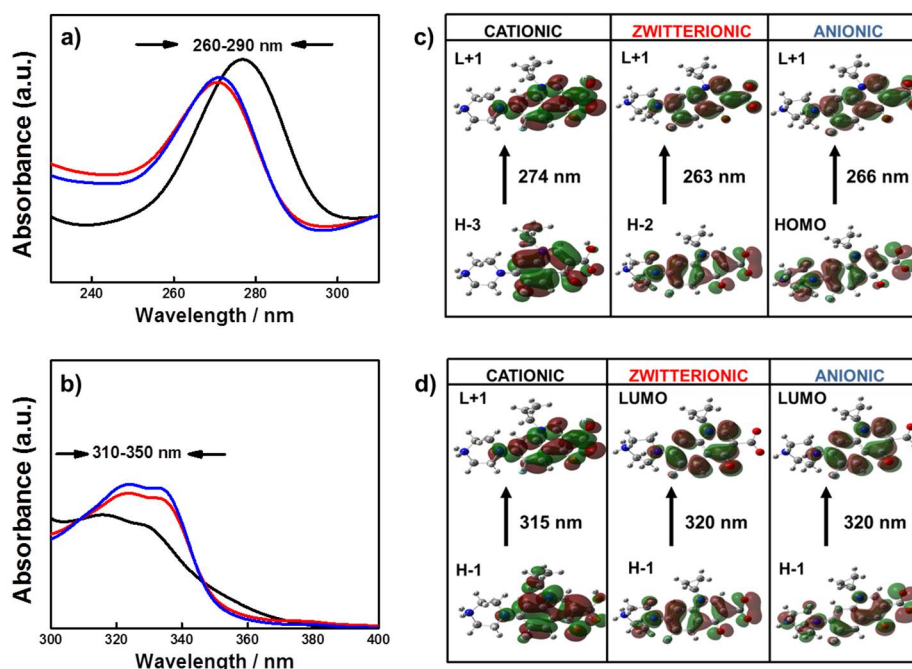 a)
260-290 nm
Absorbance (a.u.)
240 260 280 300
Wavelength / nm
b)
310-350 nm
Absorbance (a.u.)
300 320 340 360 380 400
Wavelength / nm
c)
CATIONIC ZWITTERIONIC ANIONIC
L+1 L+1 L+1
274 nm 263 nm 266 nm
H-3 H-2 HOMO
d)
CATIONIC ZWITTERIONIC ANIONIC
L+1 LUMO LUMO
315 nm 320 nm 320 nm
H-1 H-1 H-1